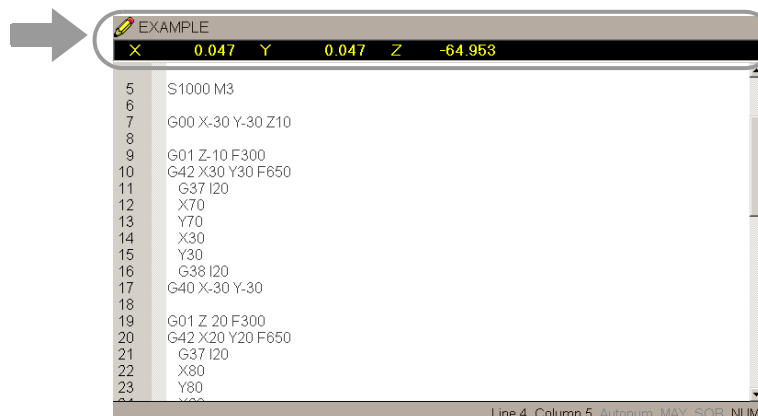 EXAMPLE
X 0.047 Y 0.047 Z -64.953
5 S1000 M3
6
7 G00 X-30 Y-30 Z10
8
9 G01 Z-10 F300
10 G42 X30 Y30 F650
11 G37 I20
12 X70
13 Y70
14 X30
15 Y30
16 G38 I20
17 G40 X-30 Y-30
18
19 G01 Z 20 F300
20 G42 X20 Y20 F650
21 G37 I20
22 X80
23 Y80
Line 4, Column 5 Autonum MAY SOB NUM